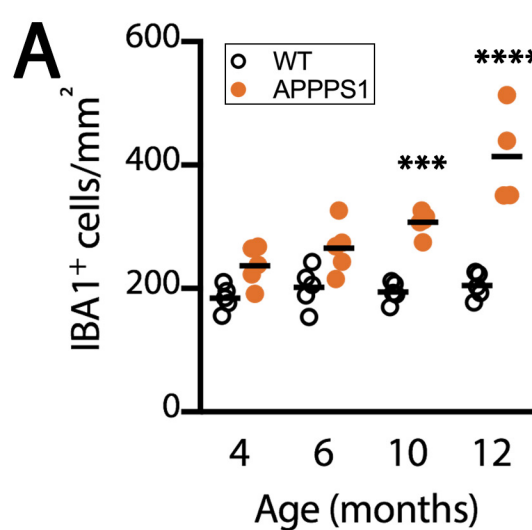 A
600
400
200
0
IBA1+ cells/mm²
WT
APPPS1
***
****
4 6 10 12
Age (months)